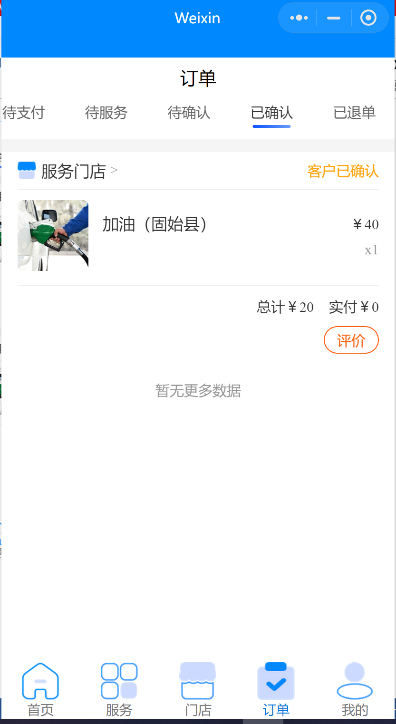 Weixin
订单
待支付 待服务 待确认 已确认 已退单
服务门店 > 客户已确认
加油（固始县） ￥40
x1
总计￥20 实付￥0
评价
暂无更多数据
首页 服务 门店 订单 我的